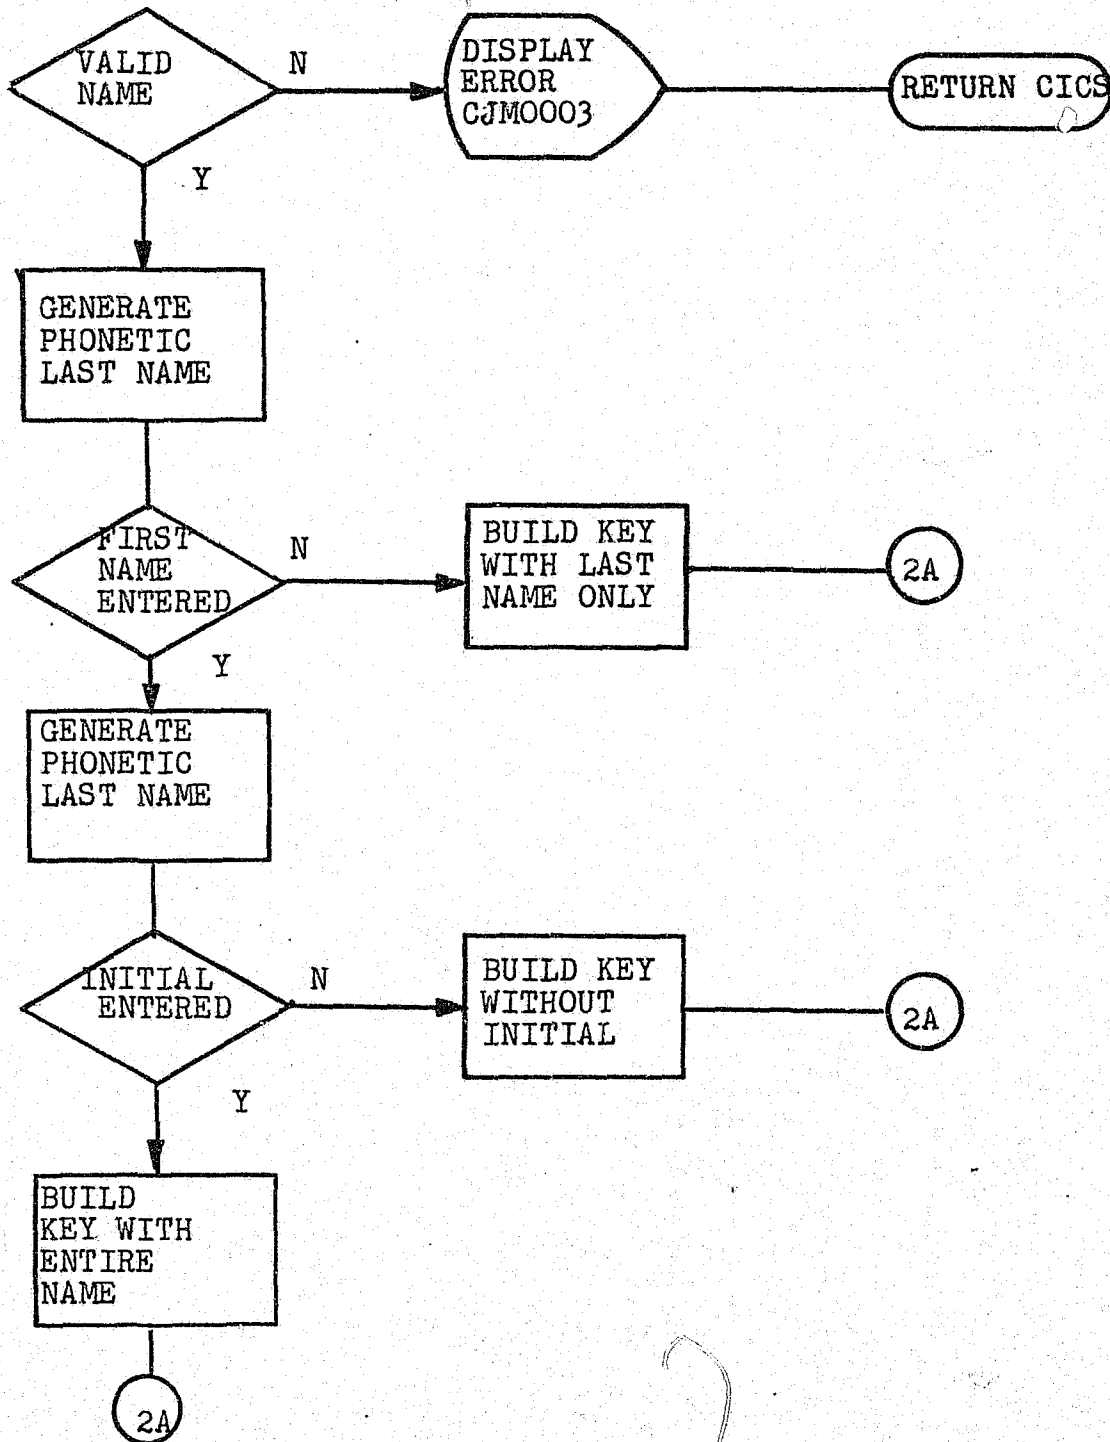 VALID
NAME
N
DISPLAY
ERROR
CJM0003
RETURN CICS
Y
GENERATE
PHONETIC
LAST NAME
FIRST
NAME
ENTERED
N
BUILD KEY
WITH LAST
NAME ONLY
2A
Y
GENERATE
PHONETIC
LAST NAME
INITIAL
ENTERED
N
BUILD KEY
WITHOUT
INITIAL
2A
Y
BUILD
KEY WITH
ENTIRE
NAME
2A